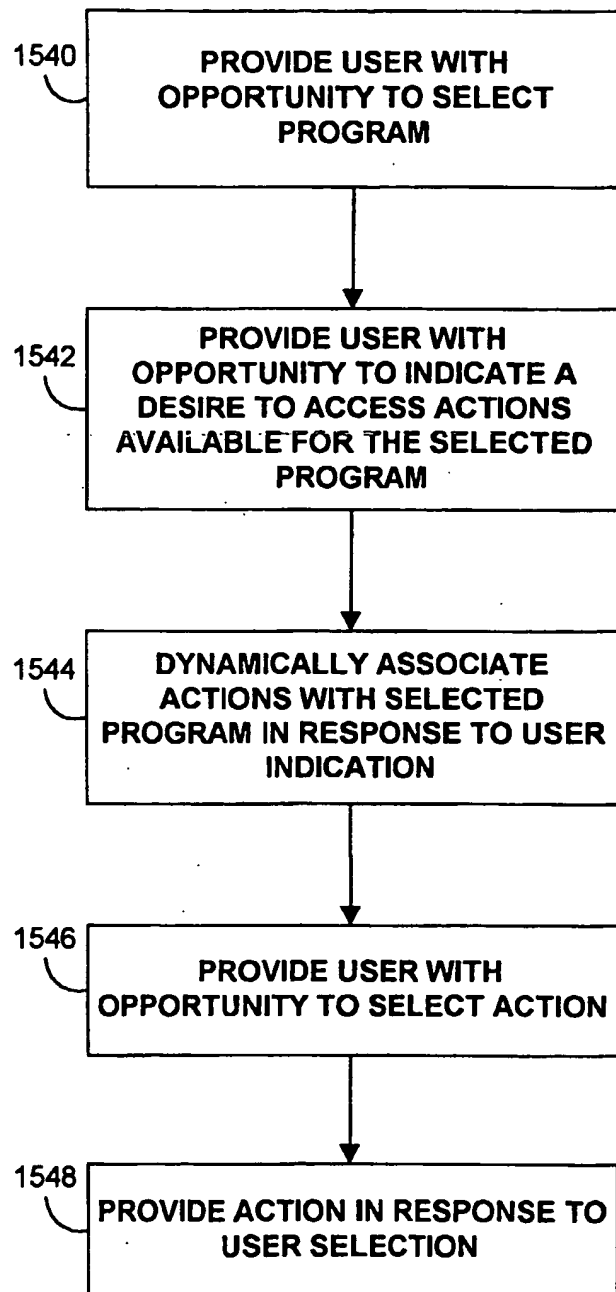 1540
PROVIDE USER WITH
OPPORTUNITY TO SELECT
PROGRAM
1542
PROVIDE USER WITH
OPPORTUNITY TO INDICATE A
DESIRE TO ACCESS ACTIONS
AVAILABLE FOR THE SELECTED
PROGRAM
1544
DYNAMICALLY ASSOCIATE
ACTIONS WITH SELECTED
PROGRAM IN RESPONSE TO USER
INDICATION
1546
PROVIDE USER WITH
OPPORTUNITY TO SELECT ACTION
1548
PROVIDE ACTION IN RESPONSE TO
USER SELECTION